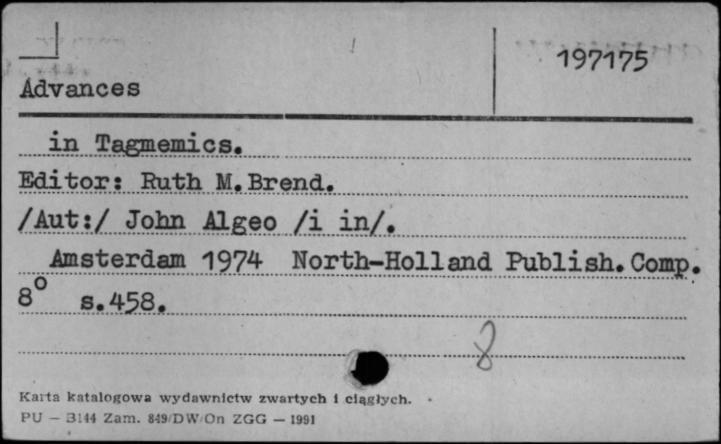 197175
Advances
in Tagmemics.
Editor: Ruth M.Brend.
/Aut:/ John Algeo /i in/.
Amsterdam 1974 North-Holland Publish.Comp.
8° s.458.
8
Karta katalogowa wydawnictw zwartych i ciągłych.
PU — B144 Zam. 849/DW/On ZGG — 1991